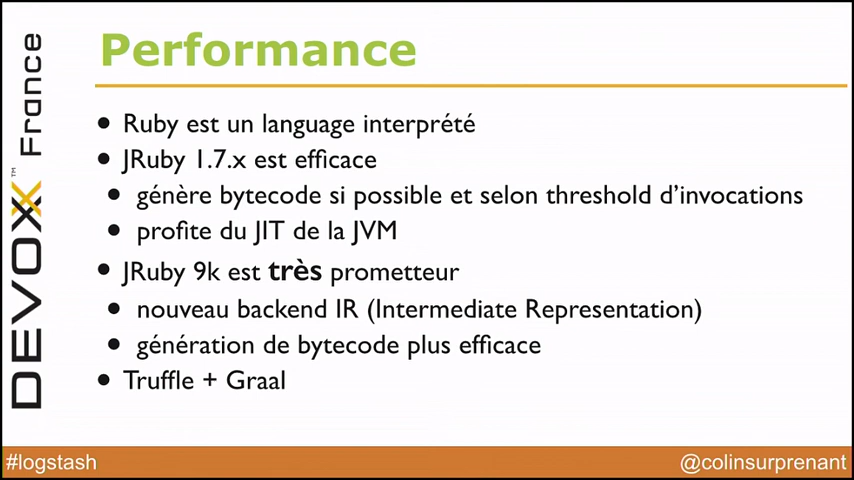 Performance
DEVOXX™ France
• Ruby est un language interprété
• JRuby 1.7.x est efficace
• génère bytecode si possible et selon threshold d'invocations
• profite du JIT de la JVM
• JRuby 9k est très prometteur
• nouveau backend IR (Intermediate Representation)
• génération de bytecode plus efficace
• Truffle + Graal
#logstash
@colinsurprenant